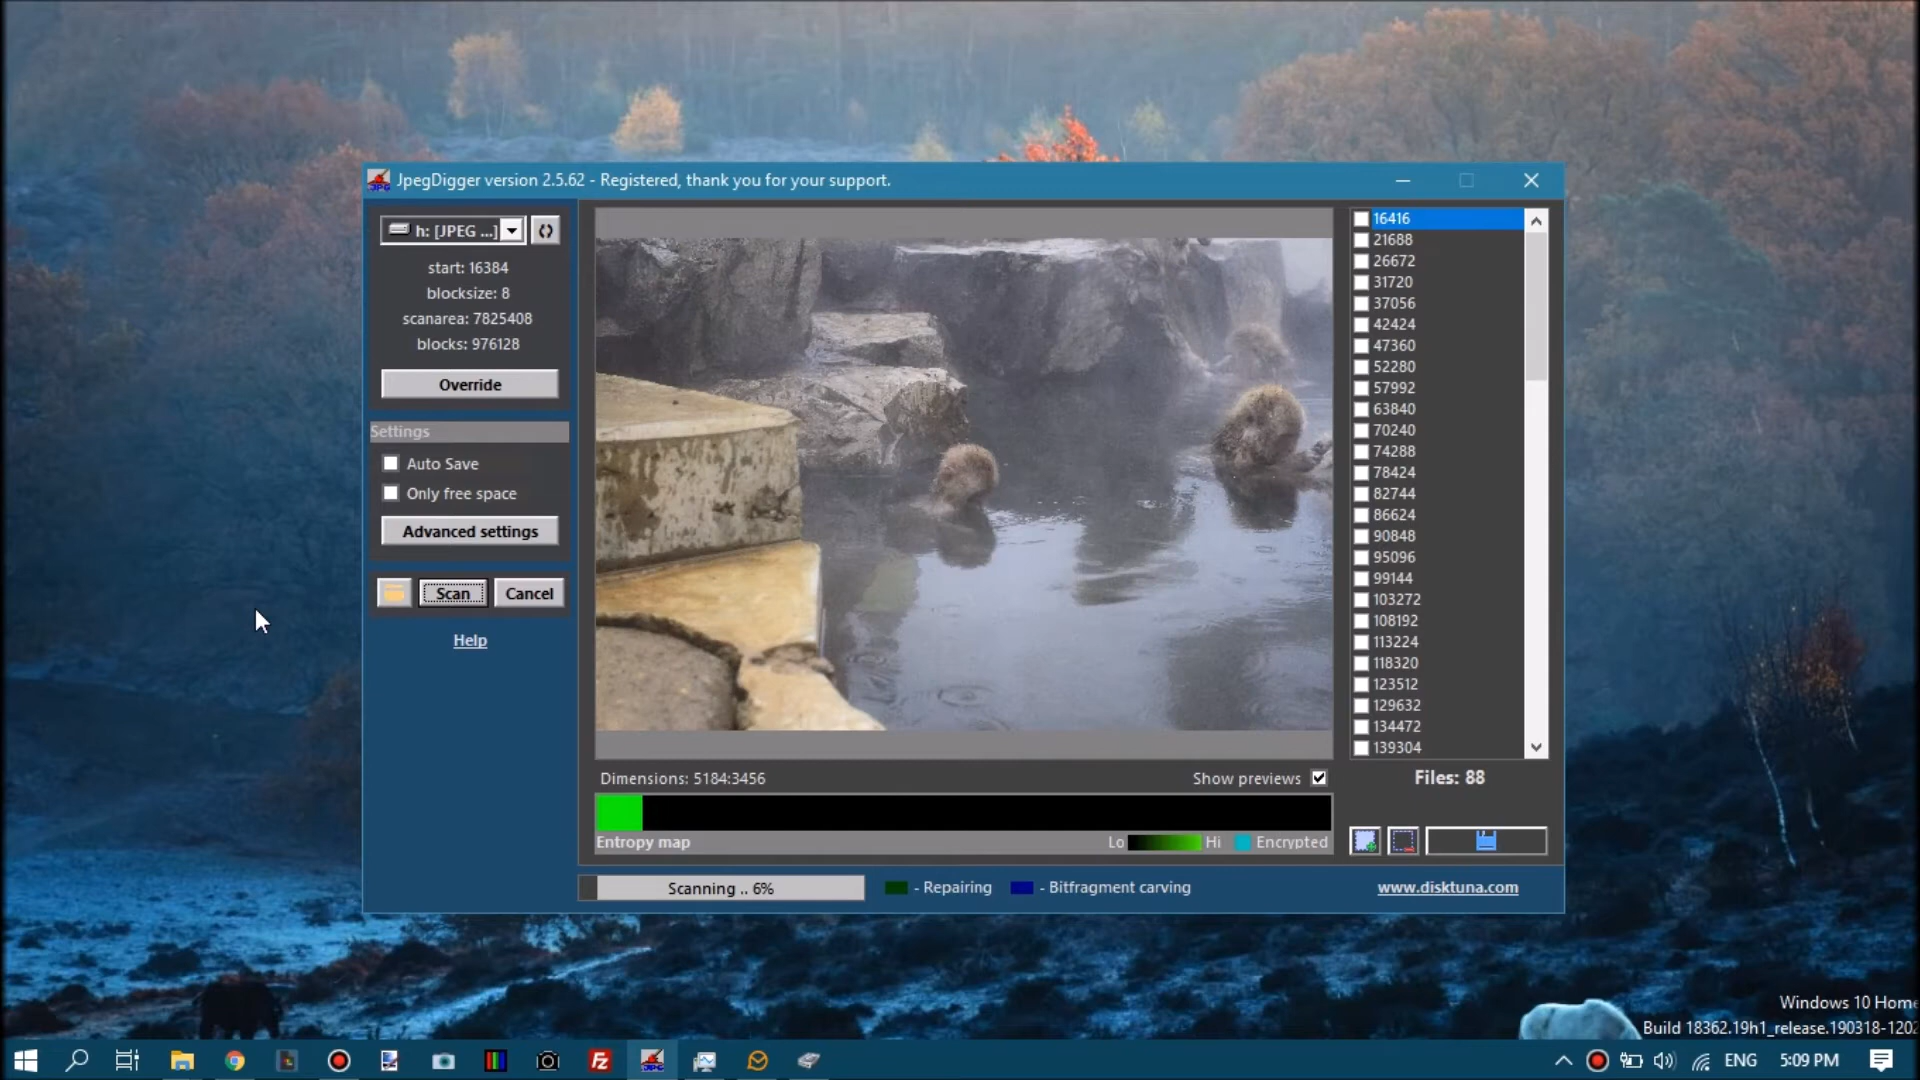 JpegDigger version 2.5.62 - Registered, thank you for your support.
h: [JPEG ...]
start: 16384
blocksize: 8
scanarea: 7825408
blocks: 976128
Override
Settings
Auto Save
Only free space
Advanced settings
Scan
Cancel
Help
16416
21688
26672
31720
37056
42424
47360
52280
57992
63840
70240
74288
78424
82744
86624
90848
95096
99144
103272
108192
113224
118320
123512
129632
134472
139304
Dimensions: 5184:3456
Show previews
Files: 88
Entropy map
Lo
Hi
Encrypted
Scanning .. 6%
- Repairing
- Bitfragment carving
www.disktuna.com
Windows 10 Home
Build 18362.19h1_release.190318-1202
ENG
5:09 PM